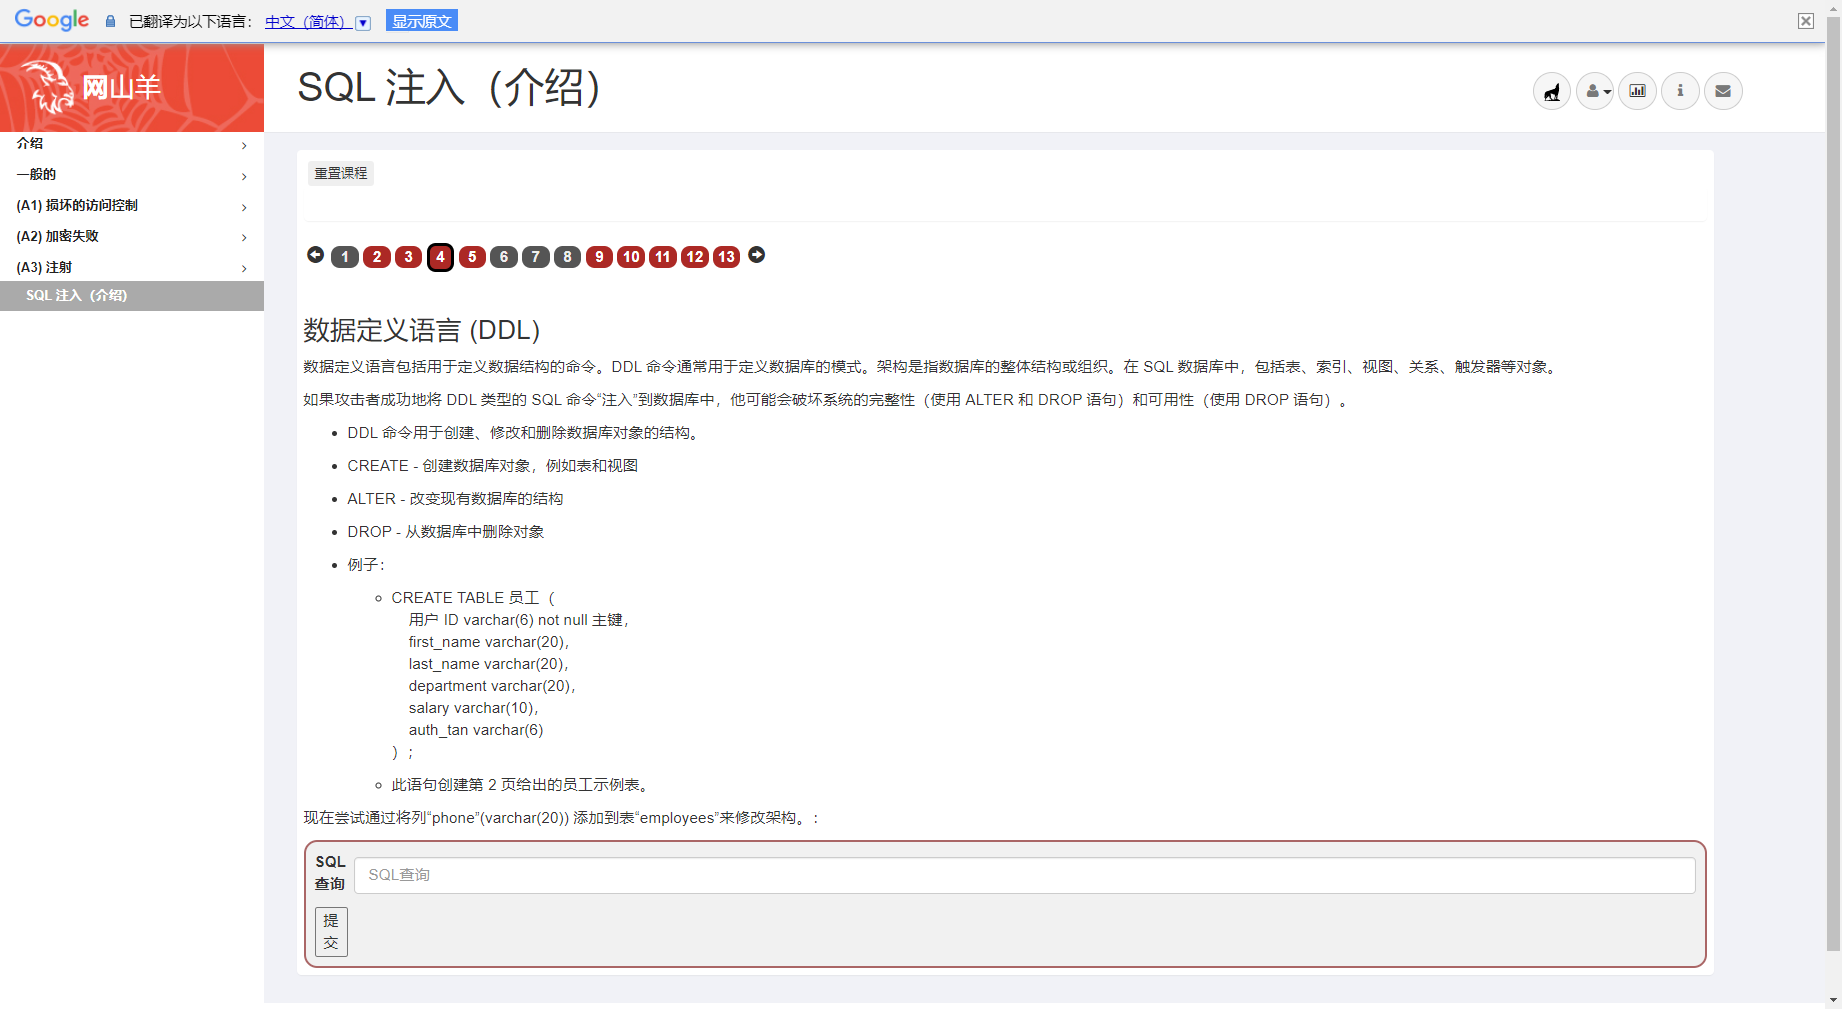 Google 已翻译为以下语言： 中文（简体） 显示原文
网山羊
SQL 注入（介绍）
介绍
一般的
(A1) 损坏的访问控制
(A2) 加密失败
(A3) 注射
SQL 注入（介绍）
重置课程
1 2 3 4 5 6 7 8 9 10 11 12 13
数据定义语言 (DDL)
数据定义语言包括用于定义数据结构的命令。DDL 命令通常用于定义数据库的模式。架构是指数据库的整体结构或组织。在 SQL 数据库中，包括表、索引、视图、关系、触发器等对象。
如果攻击者成功地将 DDL 类型的 SQL 命令“注入”到数据库中，他可能会破坏系统的完整性（使用 ALTER 和 DROP 语句）和可用性（使用 DROP 语句）。
• DDL 命令用于创建、修改和删除数据库对象的结构。
• CREATE - 创建数据库对象，例如表和视图
• ALTER - 改变现有数据库的结构
• DROP - 从数据库中删除对象
• 例子：
◦ CREATE TABLE 员工（
用户 ID varchar(6) not null 主键，
first_name varchar(20)，
last_name varchar(20)，
department varchar(20)，
salary varchar(10)，
auth_tan varchar(6)
）；
◦ 此语句创建第 2 页给出的员工示例表。
现在尝试通过将列“phone”(varchar(20)) 添加到表“employees”来修改架构。：
SQL
查询
SQL查询
提
交